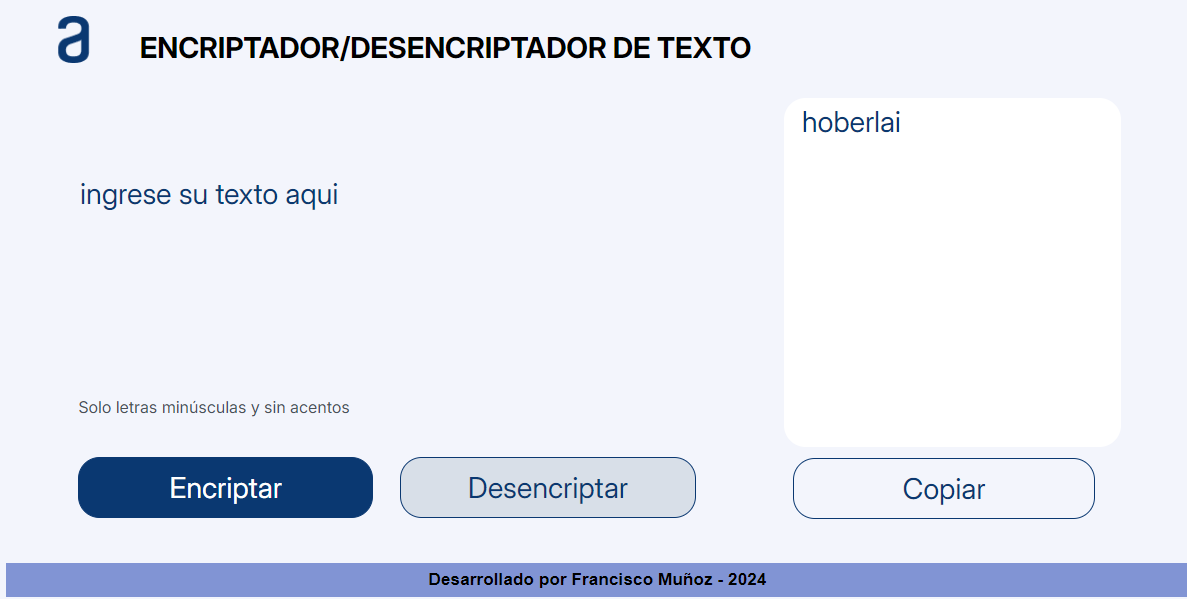 a
ENCRIPTADOR/DESENCRIPTADOR DE TEXTO
ingrese su texto aqui
hoberlai
Solo letras minúsculas y sin acentos
Encriptar
Desencriptar
Copiar
Desarrollado por Francisco Muñoz - 2024